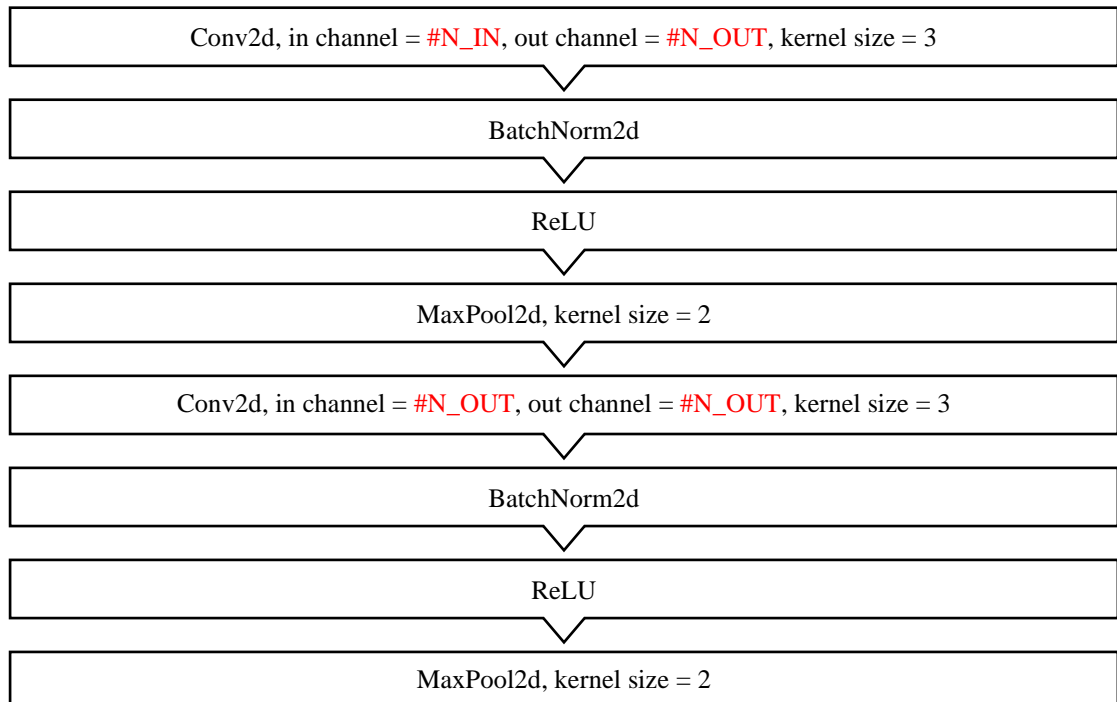 Conv2d, in channel = #N_IN, out channel = #N_OUT, kernel size = 3
BatchNorm2d
ReLU
MaxPool2d, kernel size = 2
Conv2d, in channel = #N_OUT, out channel = #N_OUT, kernel size = 3
BatchNorm2d
ReLU
MaxPool2d, kernel size = 2